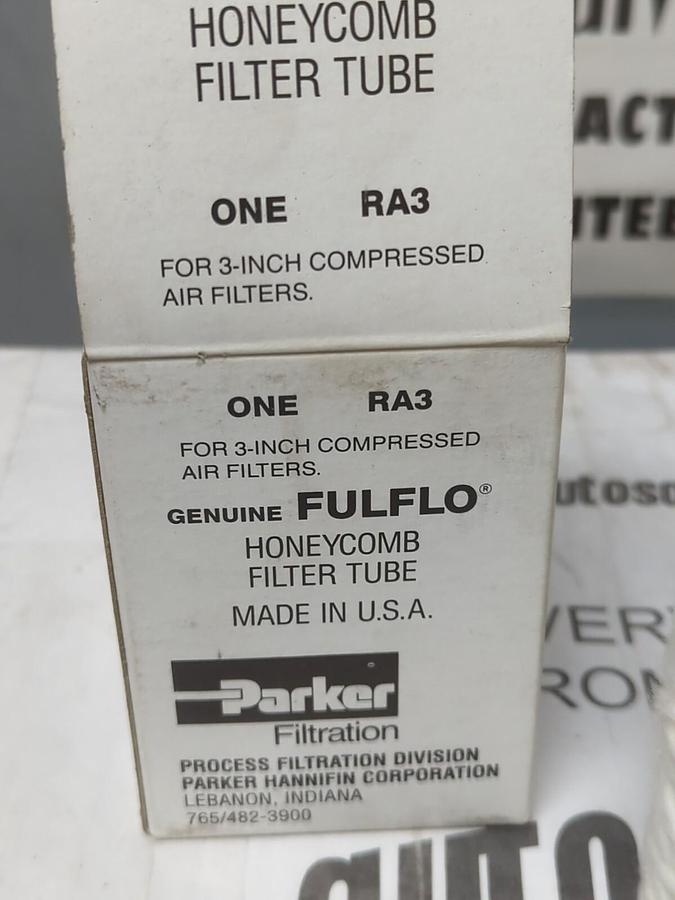 HONEYCOMB
FILTER TUBE
ONE RA3
FOR 3-INCH COMPRESSED
AIR FILTERS.
ONE RA3
FOR 3-INCH COMPRESSED
AIR FILTERS.
GENUINE FULFLO®
HONEYCOMB
FILTER TUBE
MADE IN U.S.A.
Parker
Filtration
PROCESS FILTRATION DIVISION
PARKER HANNIFIN CORPORATION
LEBANON, INDIANA
765/482-3900